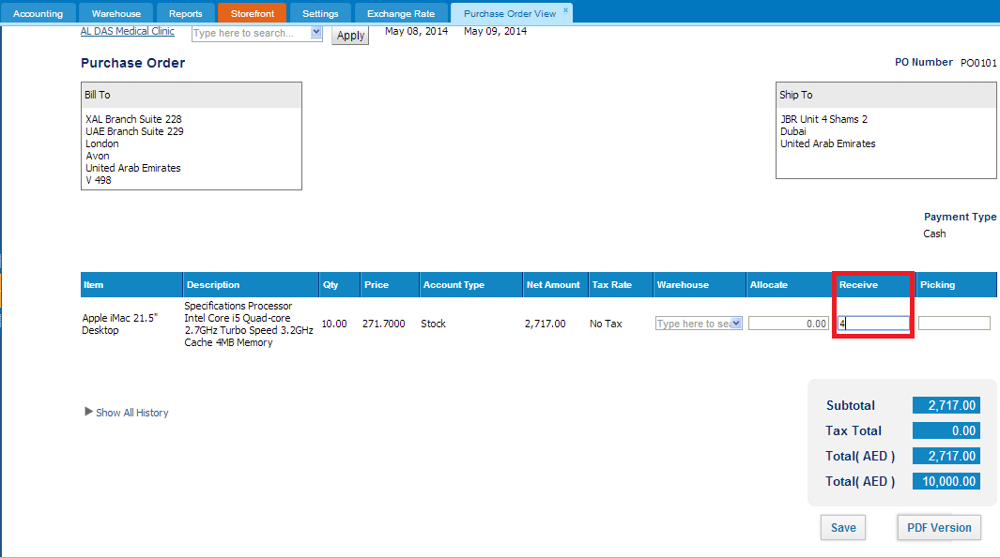 Accounting Warehouse Reports Storefront Settings Exchange Rate Purchase Order View ×
AL DAS Medical Clinic Type here to search... Apply May 08, 2014 May 09, 2014
Purchase Order
PO Number PO0101
Bill To
XAL Branch Suite 228
UAE Branch Suite 229
London
Avon
United Arab Emirates
V 498
Ship To
JBR Unit 4 Shams 2
Dubai
United Arab Emirates
Payment Type
Cash
Item Description Qty Price Account Type Net Amount Tax Rate Warehouse Allocate Receive Picking
Apple iMac 21.5"
Desktop
Specifications Processor
Intel Core i5 Quad-core
2.7GHz Turbo Speed 3.2GHz
Cache 4MB Memory
10.00 271.7000 Stock 2,717.00 No Tax Type here to sea 0.00 4
Show All History
Subtotal 2,717.00
Tax Total 0.00
Total( AED ) 2,717.00
Total( AED ) 10,000.00
Save PDF Version